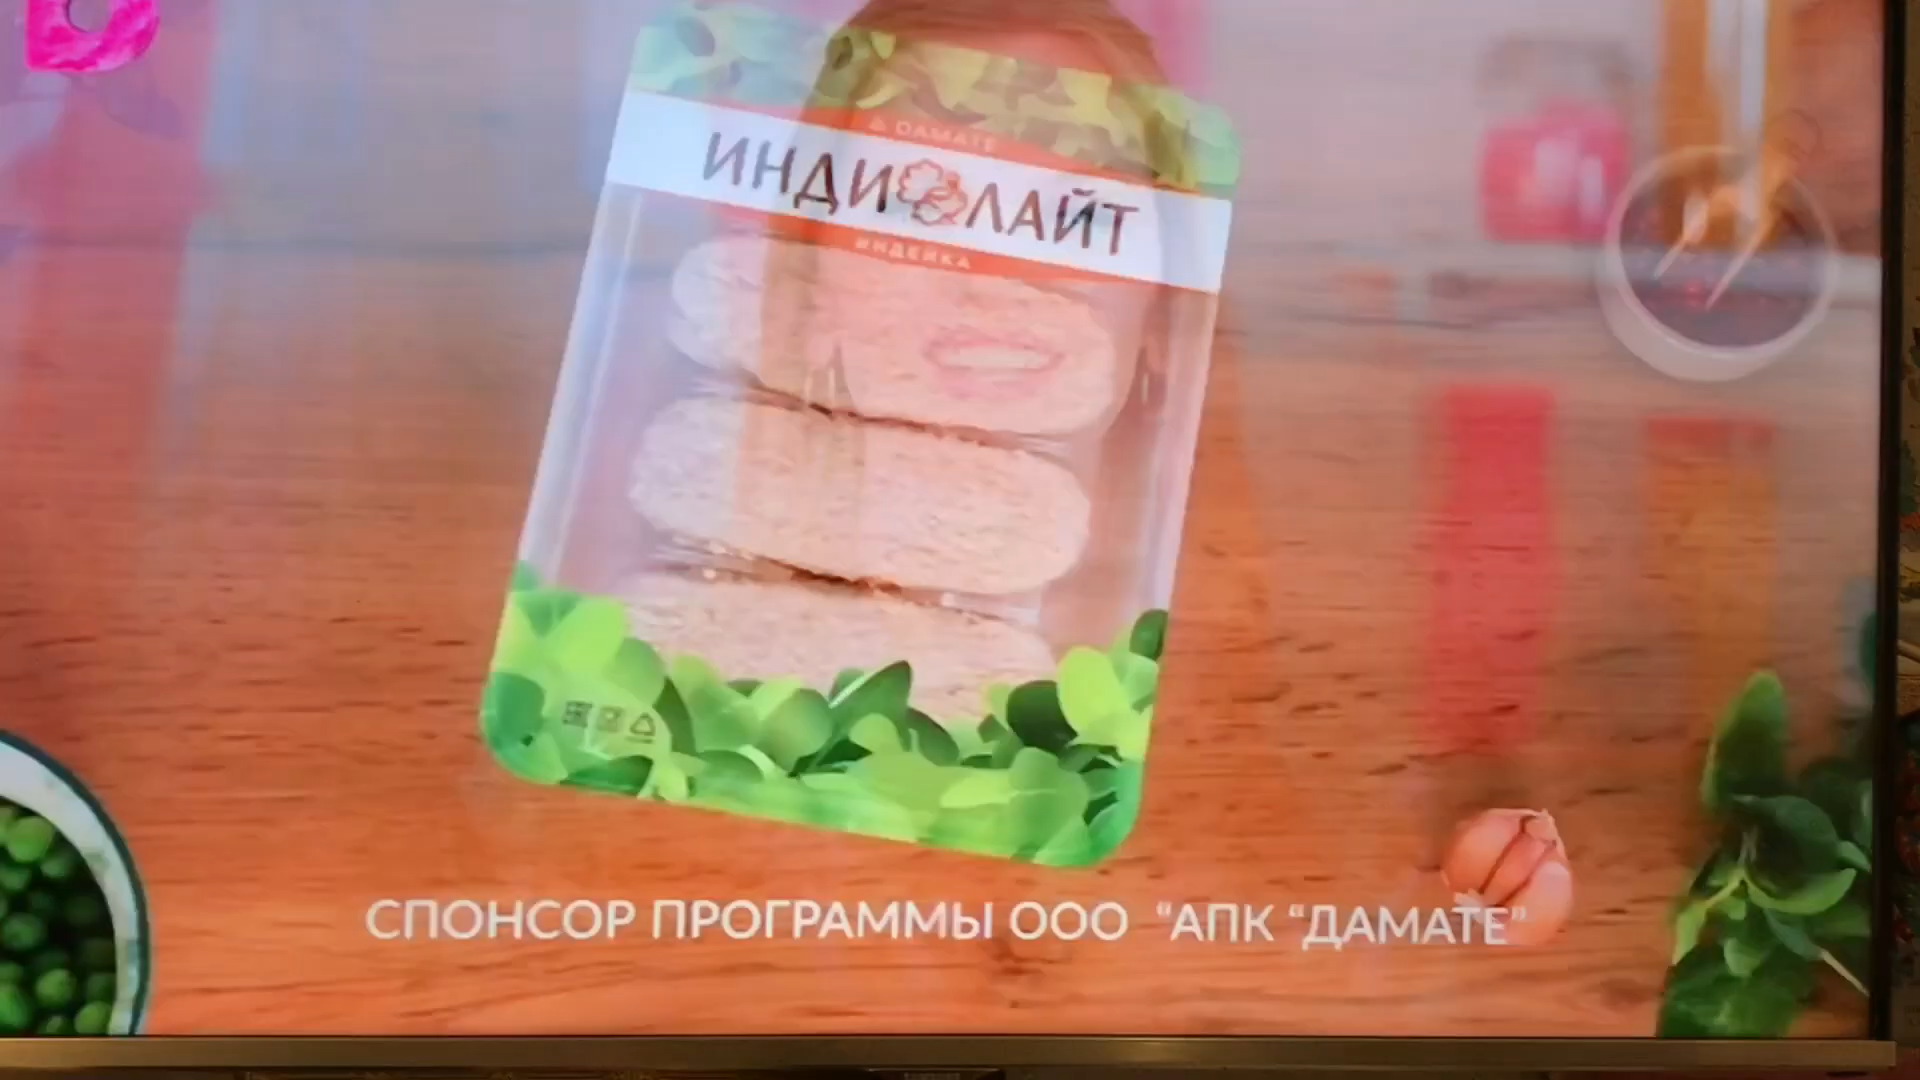 ДАМАТЕ
ИНДИЛАЙТ
ИНДЕЙКА
СПОНСОР ПРОГРАММЫ ООО "АПК "ДАМАТЕ"